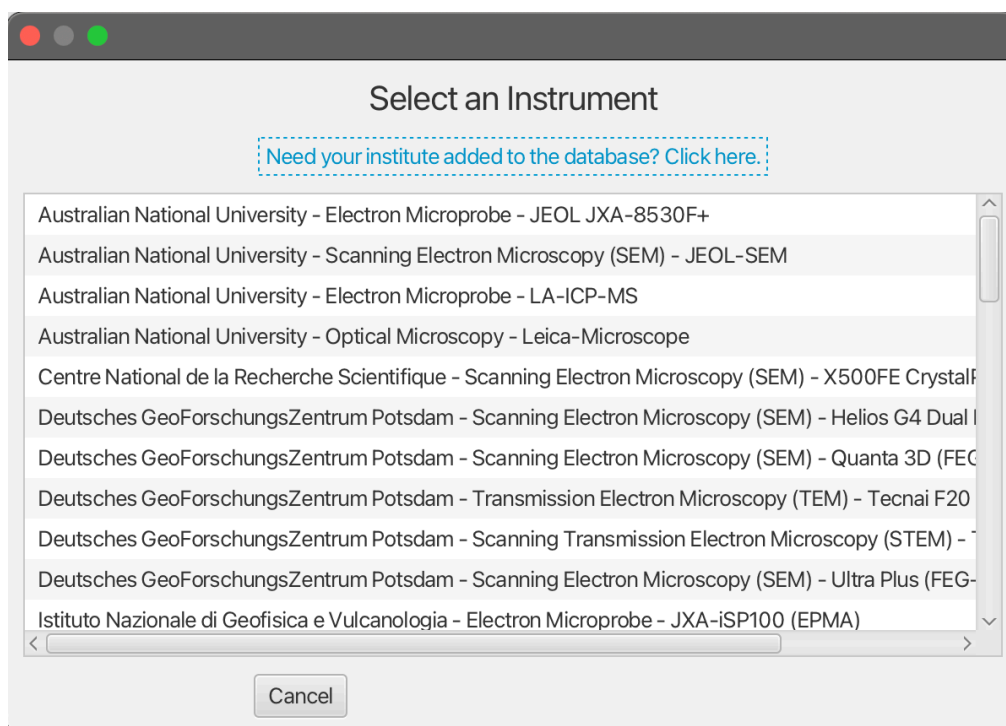 Select an Instrument
Need your institute added to the database? Click here.
Australian National University - Electron Microprobe - JEOL JXA-8530F+
Australian National University - Scanning Electron Microscopy (SEM) - JEOL-SEM
Australian National University - Electron Microprobe - LA-ICP-MS
Australian National University - Optical Microscopy - Leica-Microscope
Centre National de la Recherche Scientifique - Scanning Electron Microscopy (SEM) - X500FE
Deutsches GeoForschungsZentrum Potsdam - Scanning Electron Microscopy (SEM) - Helios G4 Dual
Deutsches GeoForschungsZentrum Potsdam - Scanning Electron Microscopy (SEM) - Quanta 3D
Deutsches GeoForschungsZentrum Potsdam - Transmission Electron Microscopy (TEM) - Tecnai F20
Deutsches GeoForschungsZentrum Potsdam - Scanning Transmission Electron Microscopy (STEM) -
Deutsches GeoForschungsZentrum Potsdam - Scanning Electron Microscopy (SEM) - Ultra Plus (FEG-
Istituto Nazionale di Geofisica e Vulcanologia - Electron Microprobe - JXA-iSP100 (EPMA)
Cancel